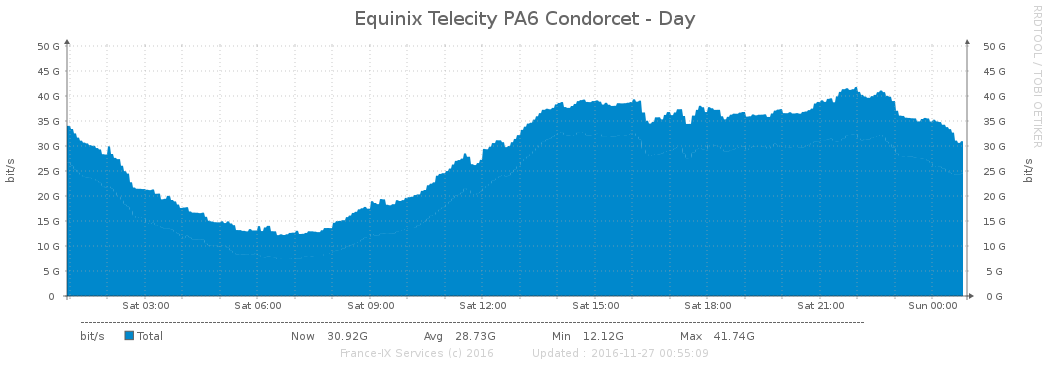 Equinix Telecity PA6 Condorcet - Day
RRDTOOL / TOBI OETIKER
bit/s
50 G 50 G
45 G 45 G
40 G 40 G
35 G 35 G
30 G 30 G
25 G 25 G
20 G 20 G
15 G 15 G
10 G 10 G
5 G 5 G
0 0 G
bit/s
Sat 03:00 Sat 06:00 Sat 09:00 Sat 12:00 Sat 15:00 Sat 18:00 Sat 21:00 Sun 00:00
bit/s Total Now 30.92G Avg 28.73G Min 12.12G Max 41.74G
France-IX Services (c) 2016 Updated : 2016-11-27 00:55:09